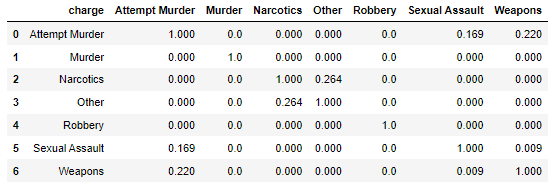 charge Attempt Murder Murder Narcotics Other Robbery Sexual Assault Weapons
0 Attempt Murder 1.000 0.0 0.000 0.000 0.0 0.169 0.220
1 Murder 0.000 1.0 0.000 0.000 0.0 0.000 0.000
2 Narcotics 0.000 0.0 1.000 0.264 0.0 0.000 0.000
3 Other 0.000 0.0 0.264 1.000 0.0 0.000 0.000
4 Robbery 0.000 0.0 0.000 0.000 1.0 0.000 0.000
5 Sexual Assault 0.169 0.0 0.000 0.000 0.0 1.000 0.009
6 Weapons 0.220 0.0 0.000 0.000 0.0 0.009 1.000